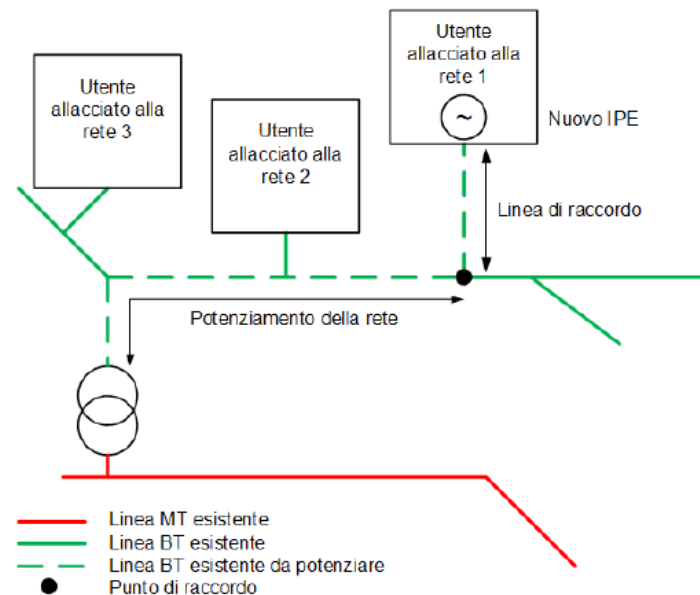 Utente
allacciato alla
rete 3
Utente
allacciato alla
rete 2
Utente
allacciato alla
rete 1
~
Nuovo IPE
Linea di raccordo
Potenziamento della rete
Linea MT esistente
Linea BT esistente
Linea BT esistente da potenziare
Punto di raccordo